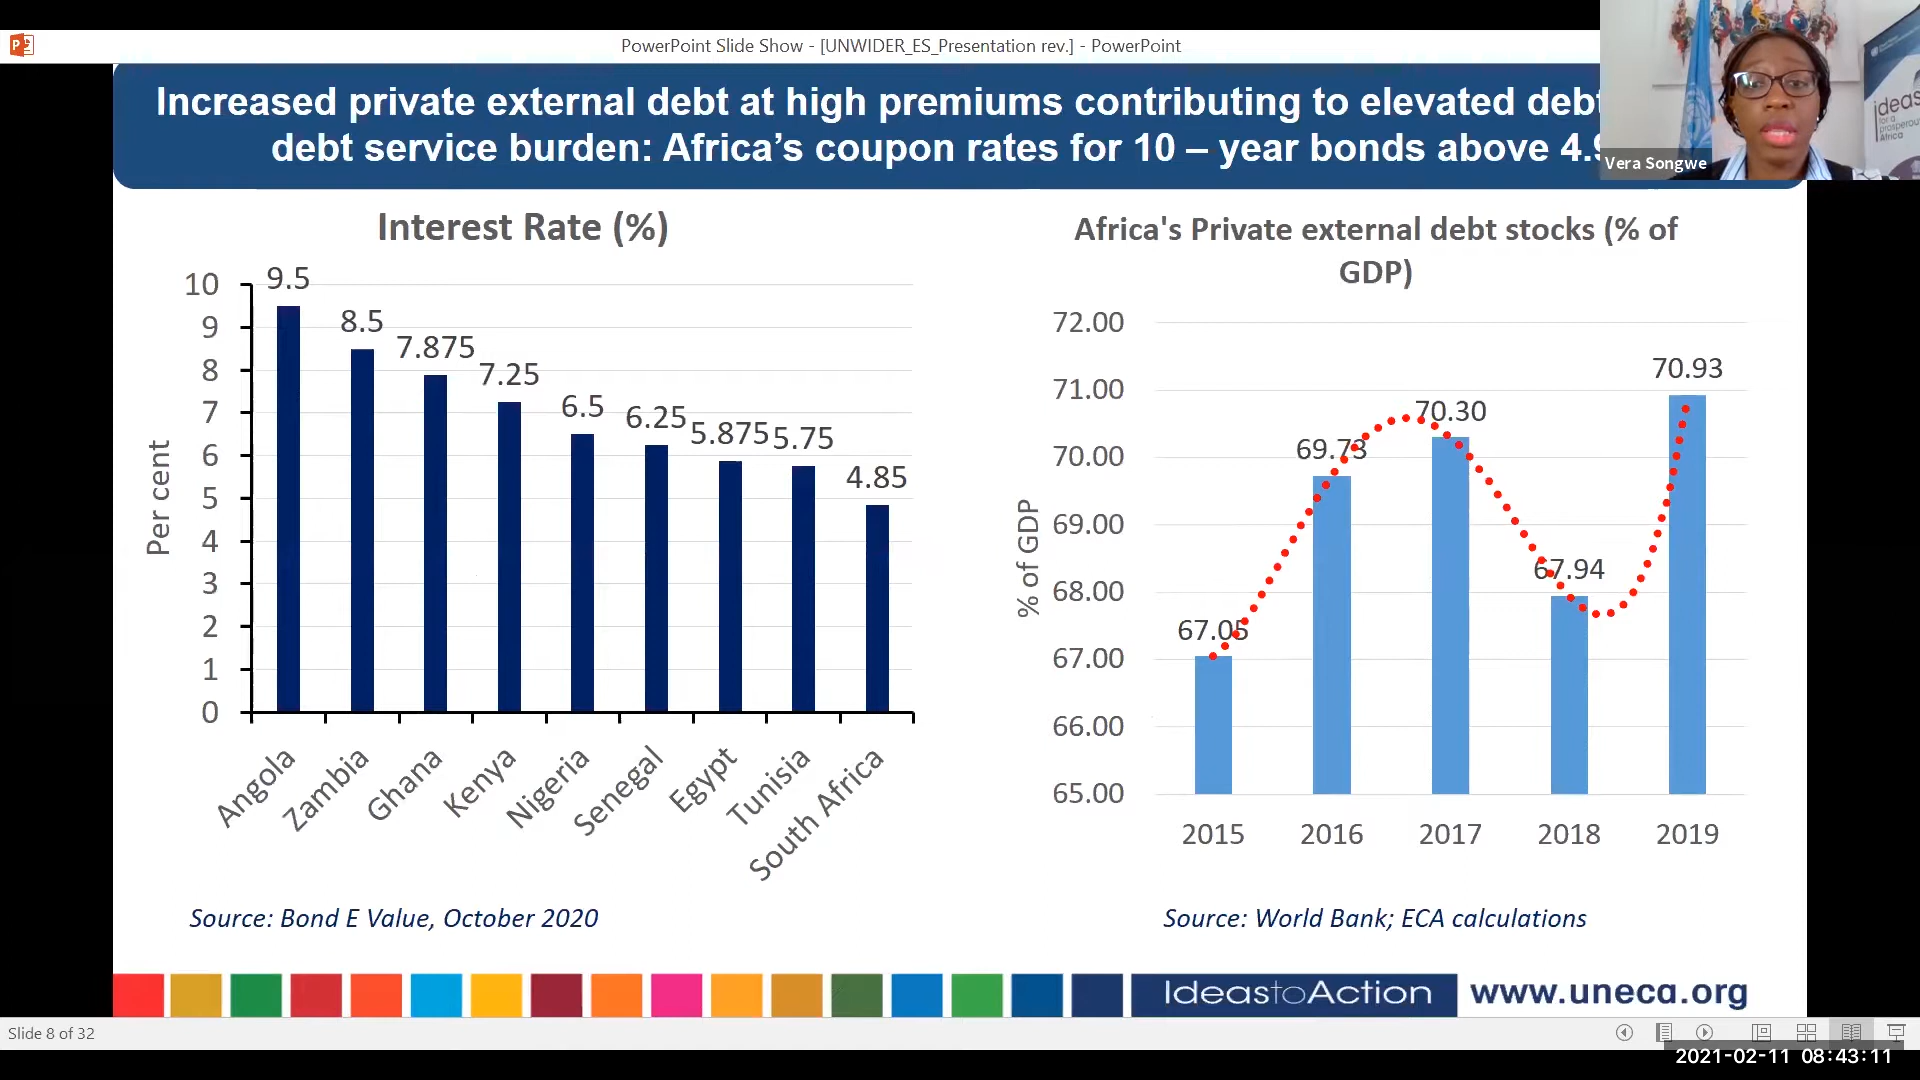 PowerPoint Slide Show - [UNWIDER_ES_Presentation rev.] - PowerPoint
Increased private external debt at high premiums contributing to elevated debt
debt service burden: Africa's coupon rates for 10 – year bonds above 4.9
Vera Songwe
ideas
for a
prosperous
Africa
Interest Rate (%)
10
9
8
7
6
5
4
3
2
1
0
Per cent
9.5
8.5
7.875
7.25
6.5
6.25
5.875
5.75
4.85
Angola
Zambia
Ghana
Kenya
Nigeria
Senegal
Egypt
Tunisia
South Africa
Source: Bond E Value, October 2020
Africa's Private external debt stocks (% of
GDP)
72.00
71.00
70.00
69.00
68.00
67.00
66.00
65.00
% of GDP
67.05
69.73
70.30
67.94
70.93
2015
2016
2017
2018
2019
Source: World Bank; ECA calculations
IdeastoAction
www.uneca.org
Slide 8 of 32
2021-02-11 08:43:11